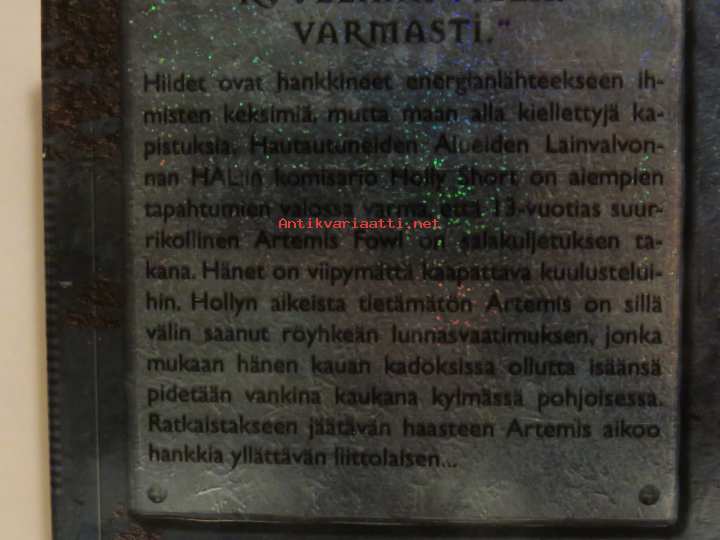 VARMASTI."
Hiidet ovat hankkineet energianlähteekseen ih-
misten keksimiä, mutta maan alla kiellettyjä ka-
pistuksia. Hautautuneiden Alueiden Lainvalvon-
nan HAL:in komisario Holly Short on aiempien
tapahtumien valossa varma, että 13-vuotias suur-
Antikvariaatti.net
rikollinen Artemis Fowl on salakuljetuksen ta-
kana. Hänet on viipymättä kaapattava kuulustelui-
hin. Hollyn aikeista tietämätön Artemis on sillä
välin saanut röyhkeän lunnasvaatimuksen, jonka
mukaan hänen kauan kadoksissa ollutta isäänsä
pidetään vankina kaukana kylmässä pohjoisessa.
Ratkaistakseen jäätävän haasteen Artemis aikoo
hankkia yllättävän liittolaisen...